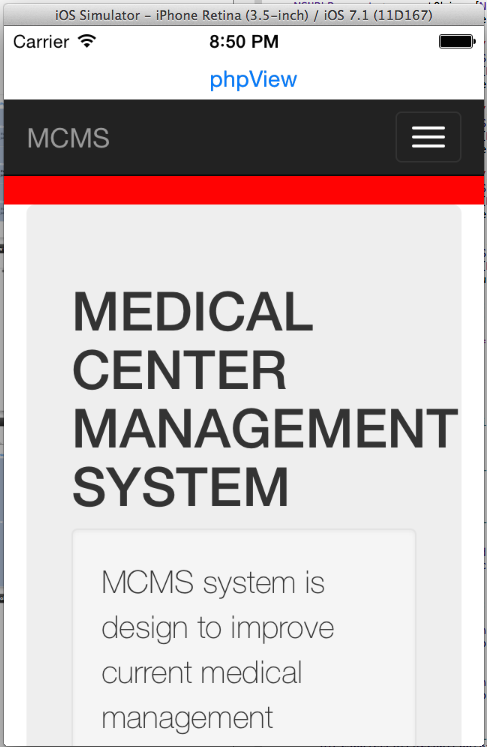 iOS Simulator – iPhone Retina (3.5-inch) / iOS 7.1 (11D167)
Carrier 8:50 PM
phpView
MCMS
MEDICAL
CENTER
MANAGEMENT
SYSTEM
MCMS system is
design to improve
current medical
management